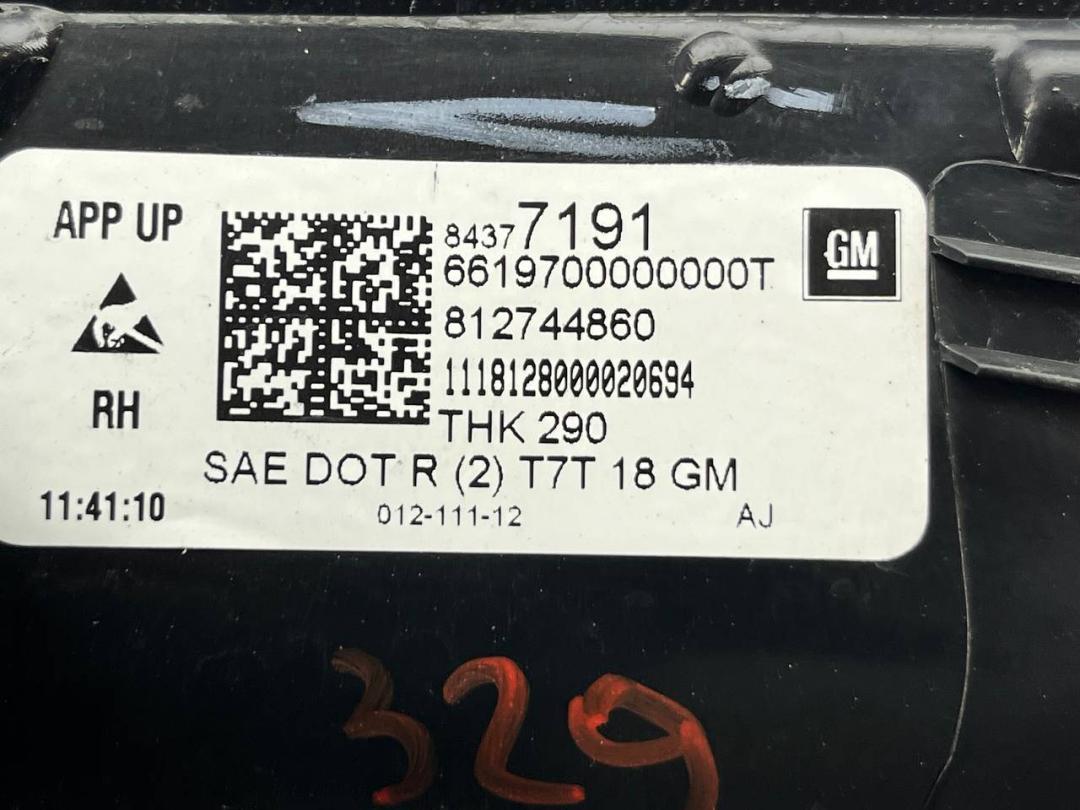 APP UP
84377191
6619700000000T
812744860
1118128000020694
THK 290
GM
RH
SAE DOT R (2) T7T 18 GM
11:41:10
012-111-12
AJ
329